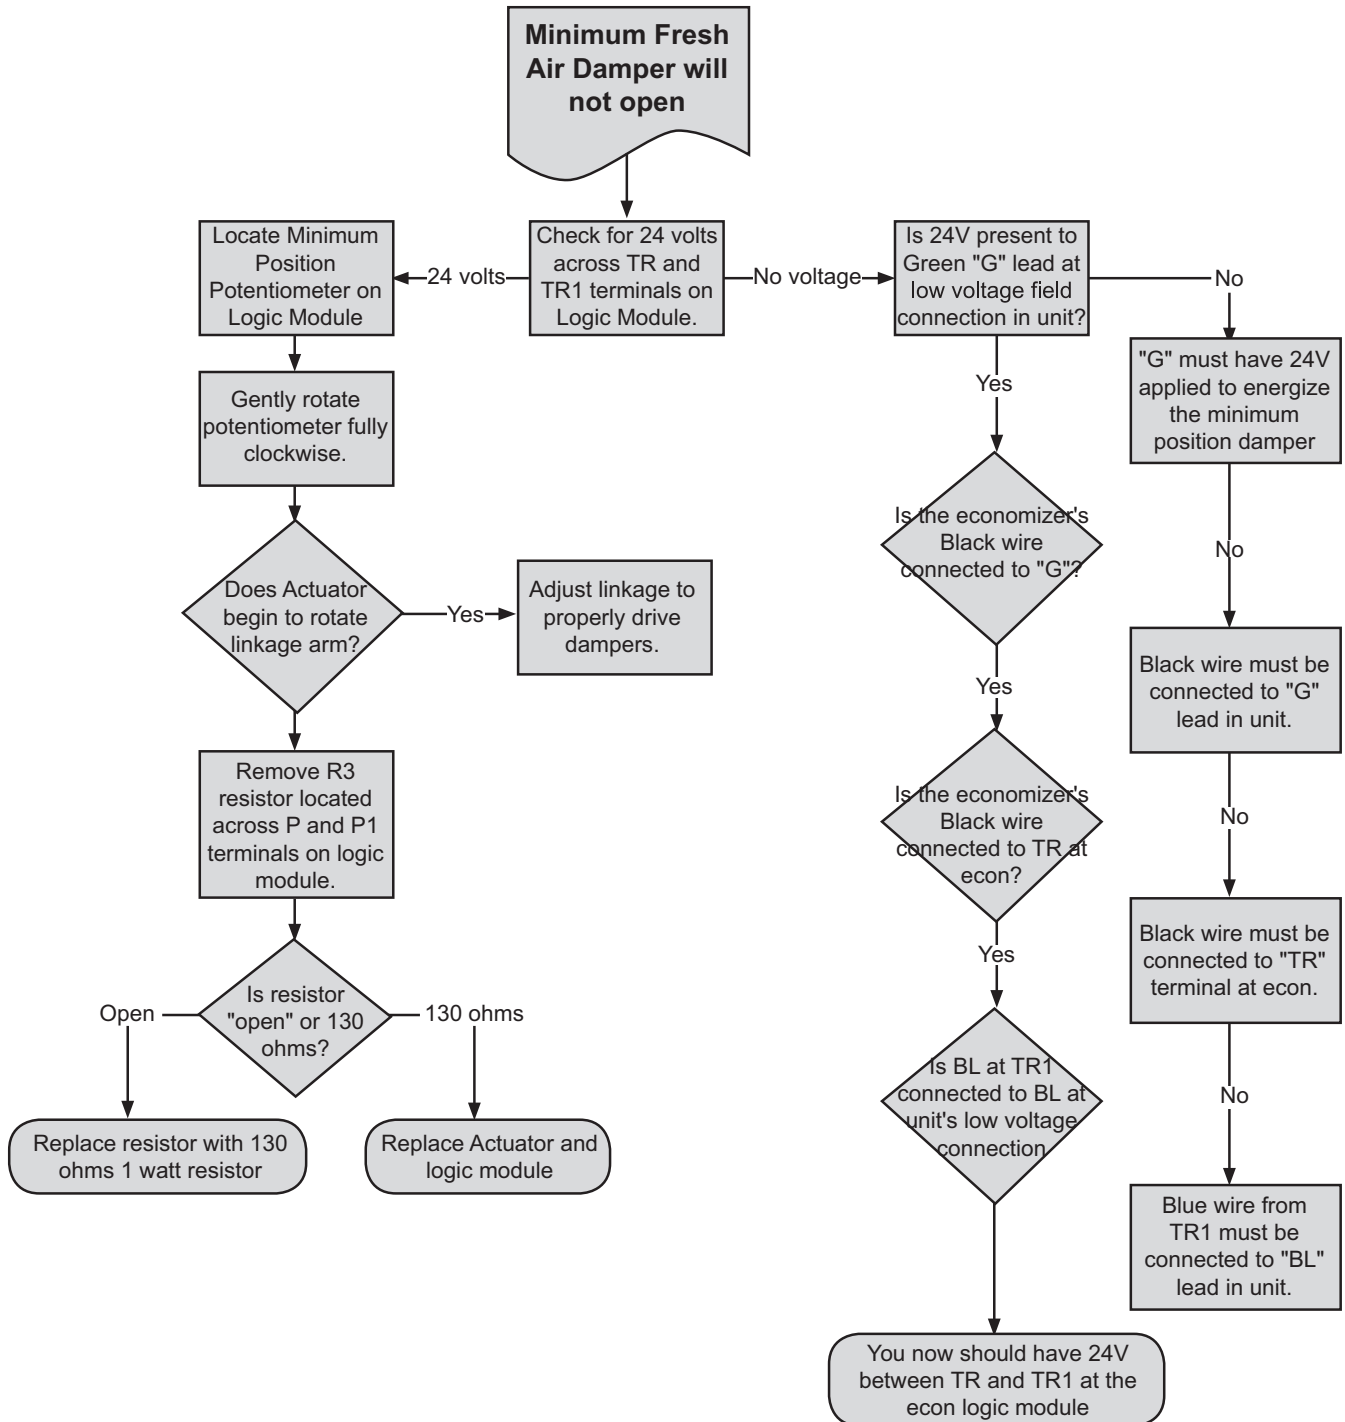 Minimum Fresh
Air Damper will
not open
Locate Minimum
Position
Potentiometer on
Logic Module
24 volts
Check for 24 volts
across TR and
TR1 terminals on
Logic Module.
No voltage
Is 24V present to
Green "G" lead at
low voltage field
connection in unit?
No
"G" must have 24V
applied to energize
the minimum
position damper
Gently rotate
potentiometer fully
clockwise.
Yes
Is the economizer's
Black wire
connected to "G"?
No
Does Actuator
begin to rotate
linkage arm?
Yes
Adjust linkage to
properly drive
dampers.
Black wire must be
connected to "G"
lead in unit.
Yes
Remove R3
resistor located
across P and P1
terminals on logic
module.
Is the economizer's
Black wire
connected to TR at
econ?
No
Black wire must be
connected to "TR"
terminal at econ.
Yes
Is resistor
"open" or 130
ohms?
Open
130 ohms
Is BL at TR1
connected to BL at
unit's low voltage
connection
No
Replace resistor with 130
ohms 1 watt resistor
Replace Actuator and
logic module
Blue wire from
TR1 must be
connected to "BL"
lead in unit.
You now should have 24V
between TR and TR1 at the
econ logic module